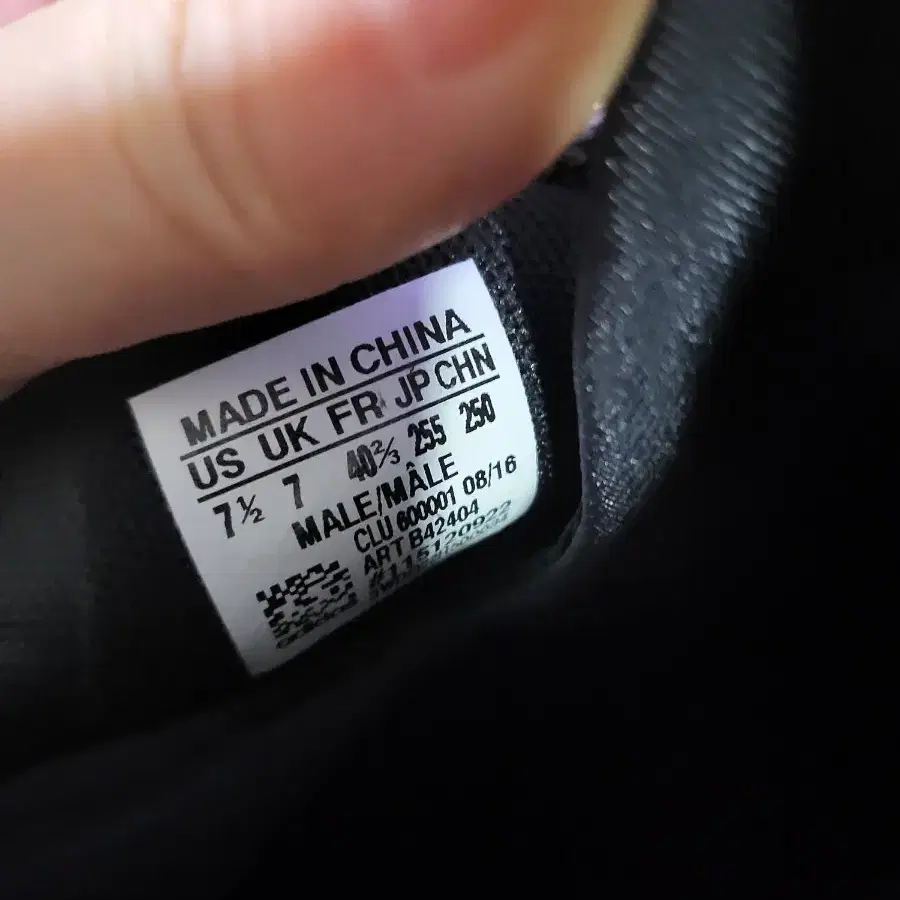 MADE IN CHINA
US UK FR JP CHN
7½ 7 40⅔ 255 250
MALE/MÂLE
CLU 600001 08/16
ART B42404
adidas